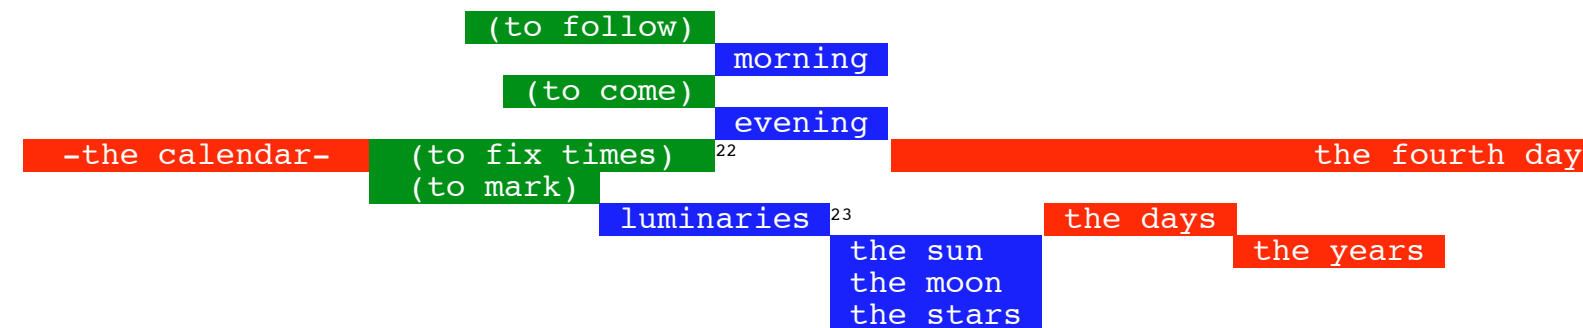 (to follow)
morning
(to come)
evening
-the calendar- (to fix times) 22 the fourth day
(to mark)
luminaries 23 the days
the sun the years
the moon
the stars